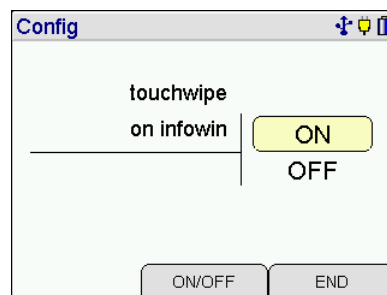 Config
touchwipe
on infowin
ON
OFF
ON/OFF
END